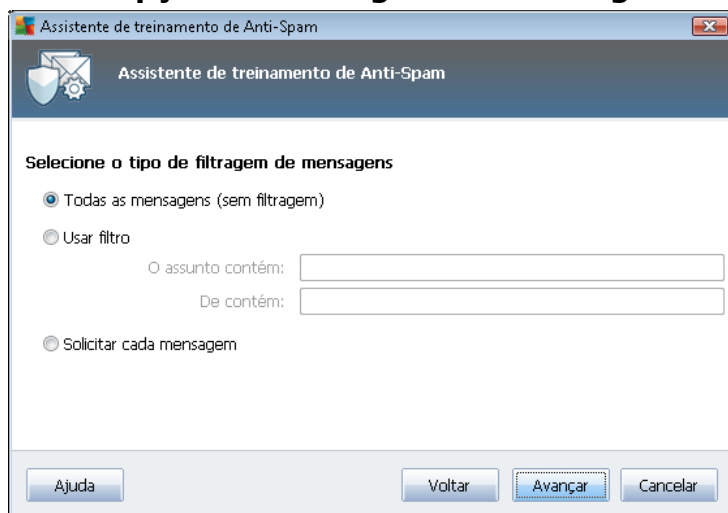 Assistente de treinamento de Anti-Spam
Assistente de treinamento de Anti-Spam
Selecione o tipo de filtragem de mensagens
Todas as mensagens (sem filtragem)
Usar filtro
O assunto contém:
De contém:
Solicitar cada mensagem
Ajuda Voltar Avançar Cancelar